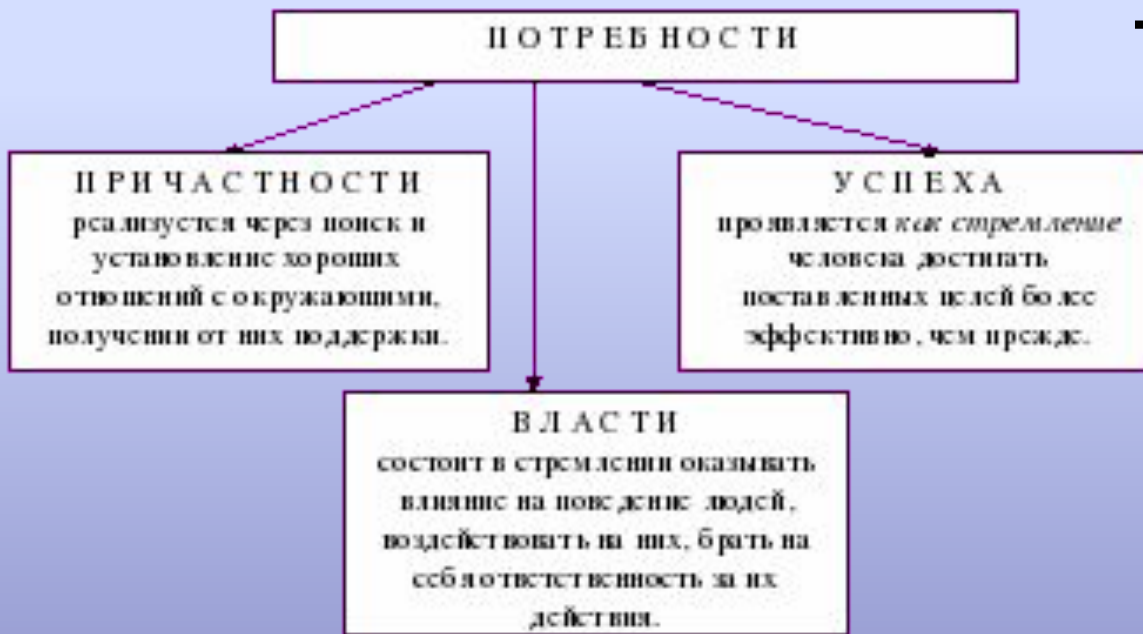 ПОТРЕБНОСТИ
ПРИЧАСТНОСТИ
реализуется через поиск и
установление хороших
отношений с окружающими,
получении от них поддержки.
УСПЕХА
проявляется как стремление
человека достигать
поставленных целей более
эффективно, чем прежде.
ВЛАСТИ
состоит в стремлении оказывать
влияние на поведение людей,
воздействовать на них, брать на
себя ответственность за их
действия.